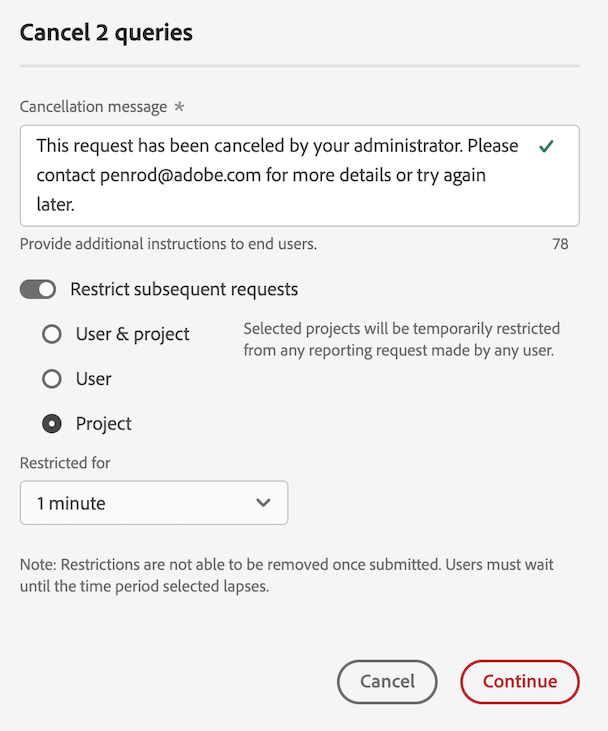 Cancel 2 queries
Cancellation message *
This request has been canceled by your administrator. Please
contact penrod@adobe.com for more details or try again
later.
Provide additional instructions to end users.
78
Restrict subsequent requests
User & project
Selected projects will be temporarily restricted
from any reporting request made by any user.
User
Project
Restricted for
1 minute
Note: Restrictions are not able to be removed once submitted. Users must wait
until the time period selected lapses.
Cancel
Continue